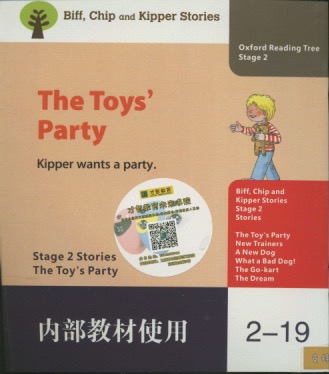 Biff, Chip and Kipper Stories
Oxford Reading Tree
Stage 2
The Toys'
Party
Kipper wants a party.
Biff, Chip and
Kipper Stories
Stage 2
Stories
The Toy's Party
New Trainers
A New Dog
What a Bad Dog!
The Go-kart
The Dream
Stage 2 Stories
The Toy's Party
内部教材使用
2-19